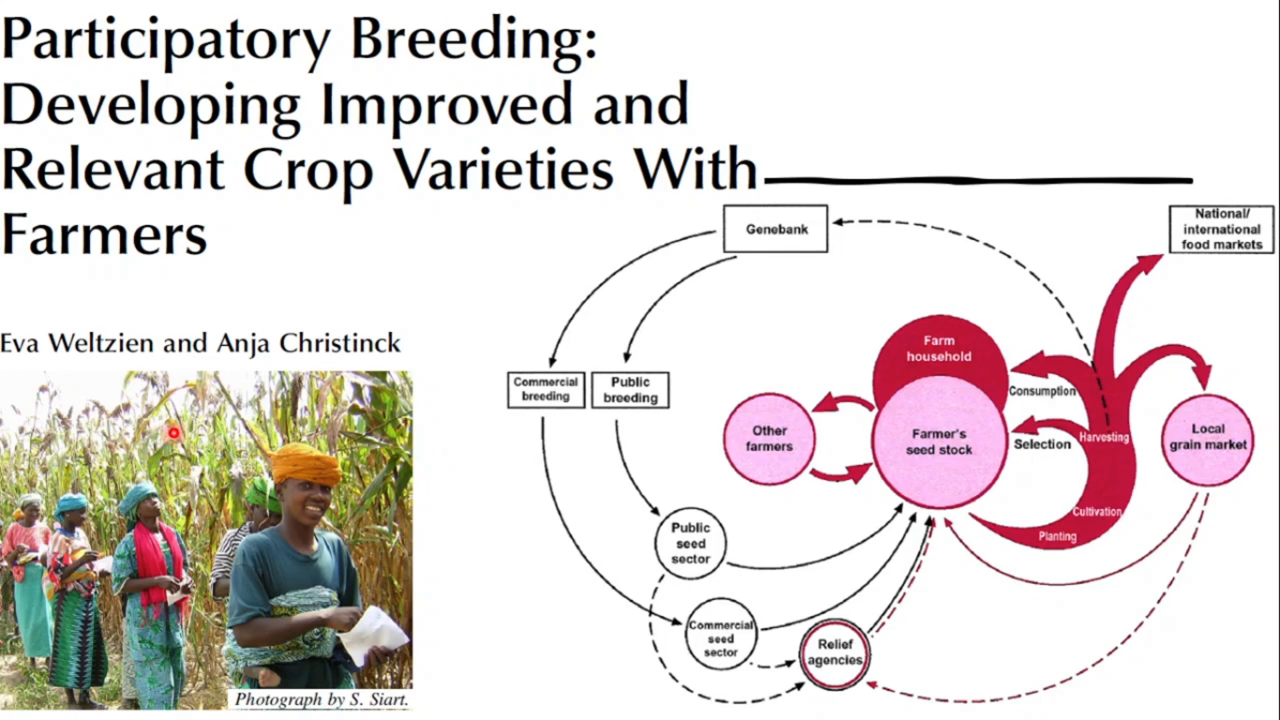 Participatory Breeding:
Developing Improved and
Relevant Crop Varieties With
Farmers
Eva Weltzien and Anja Christinck
Photograph by S. Siart.
Genebank
National/
international
food markets
Commercial
breeding
Public
breeding
Farm
household
Consumption
Other
farmers
Farmer's
seed stock
Selection
Harvesting
Local
grain market
Cultivation
Planting
Public
seed
sector
Commercial
seed
sector
Relief
agencies